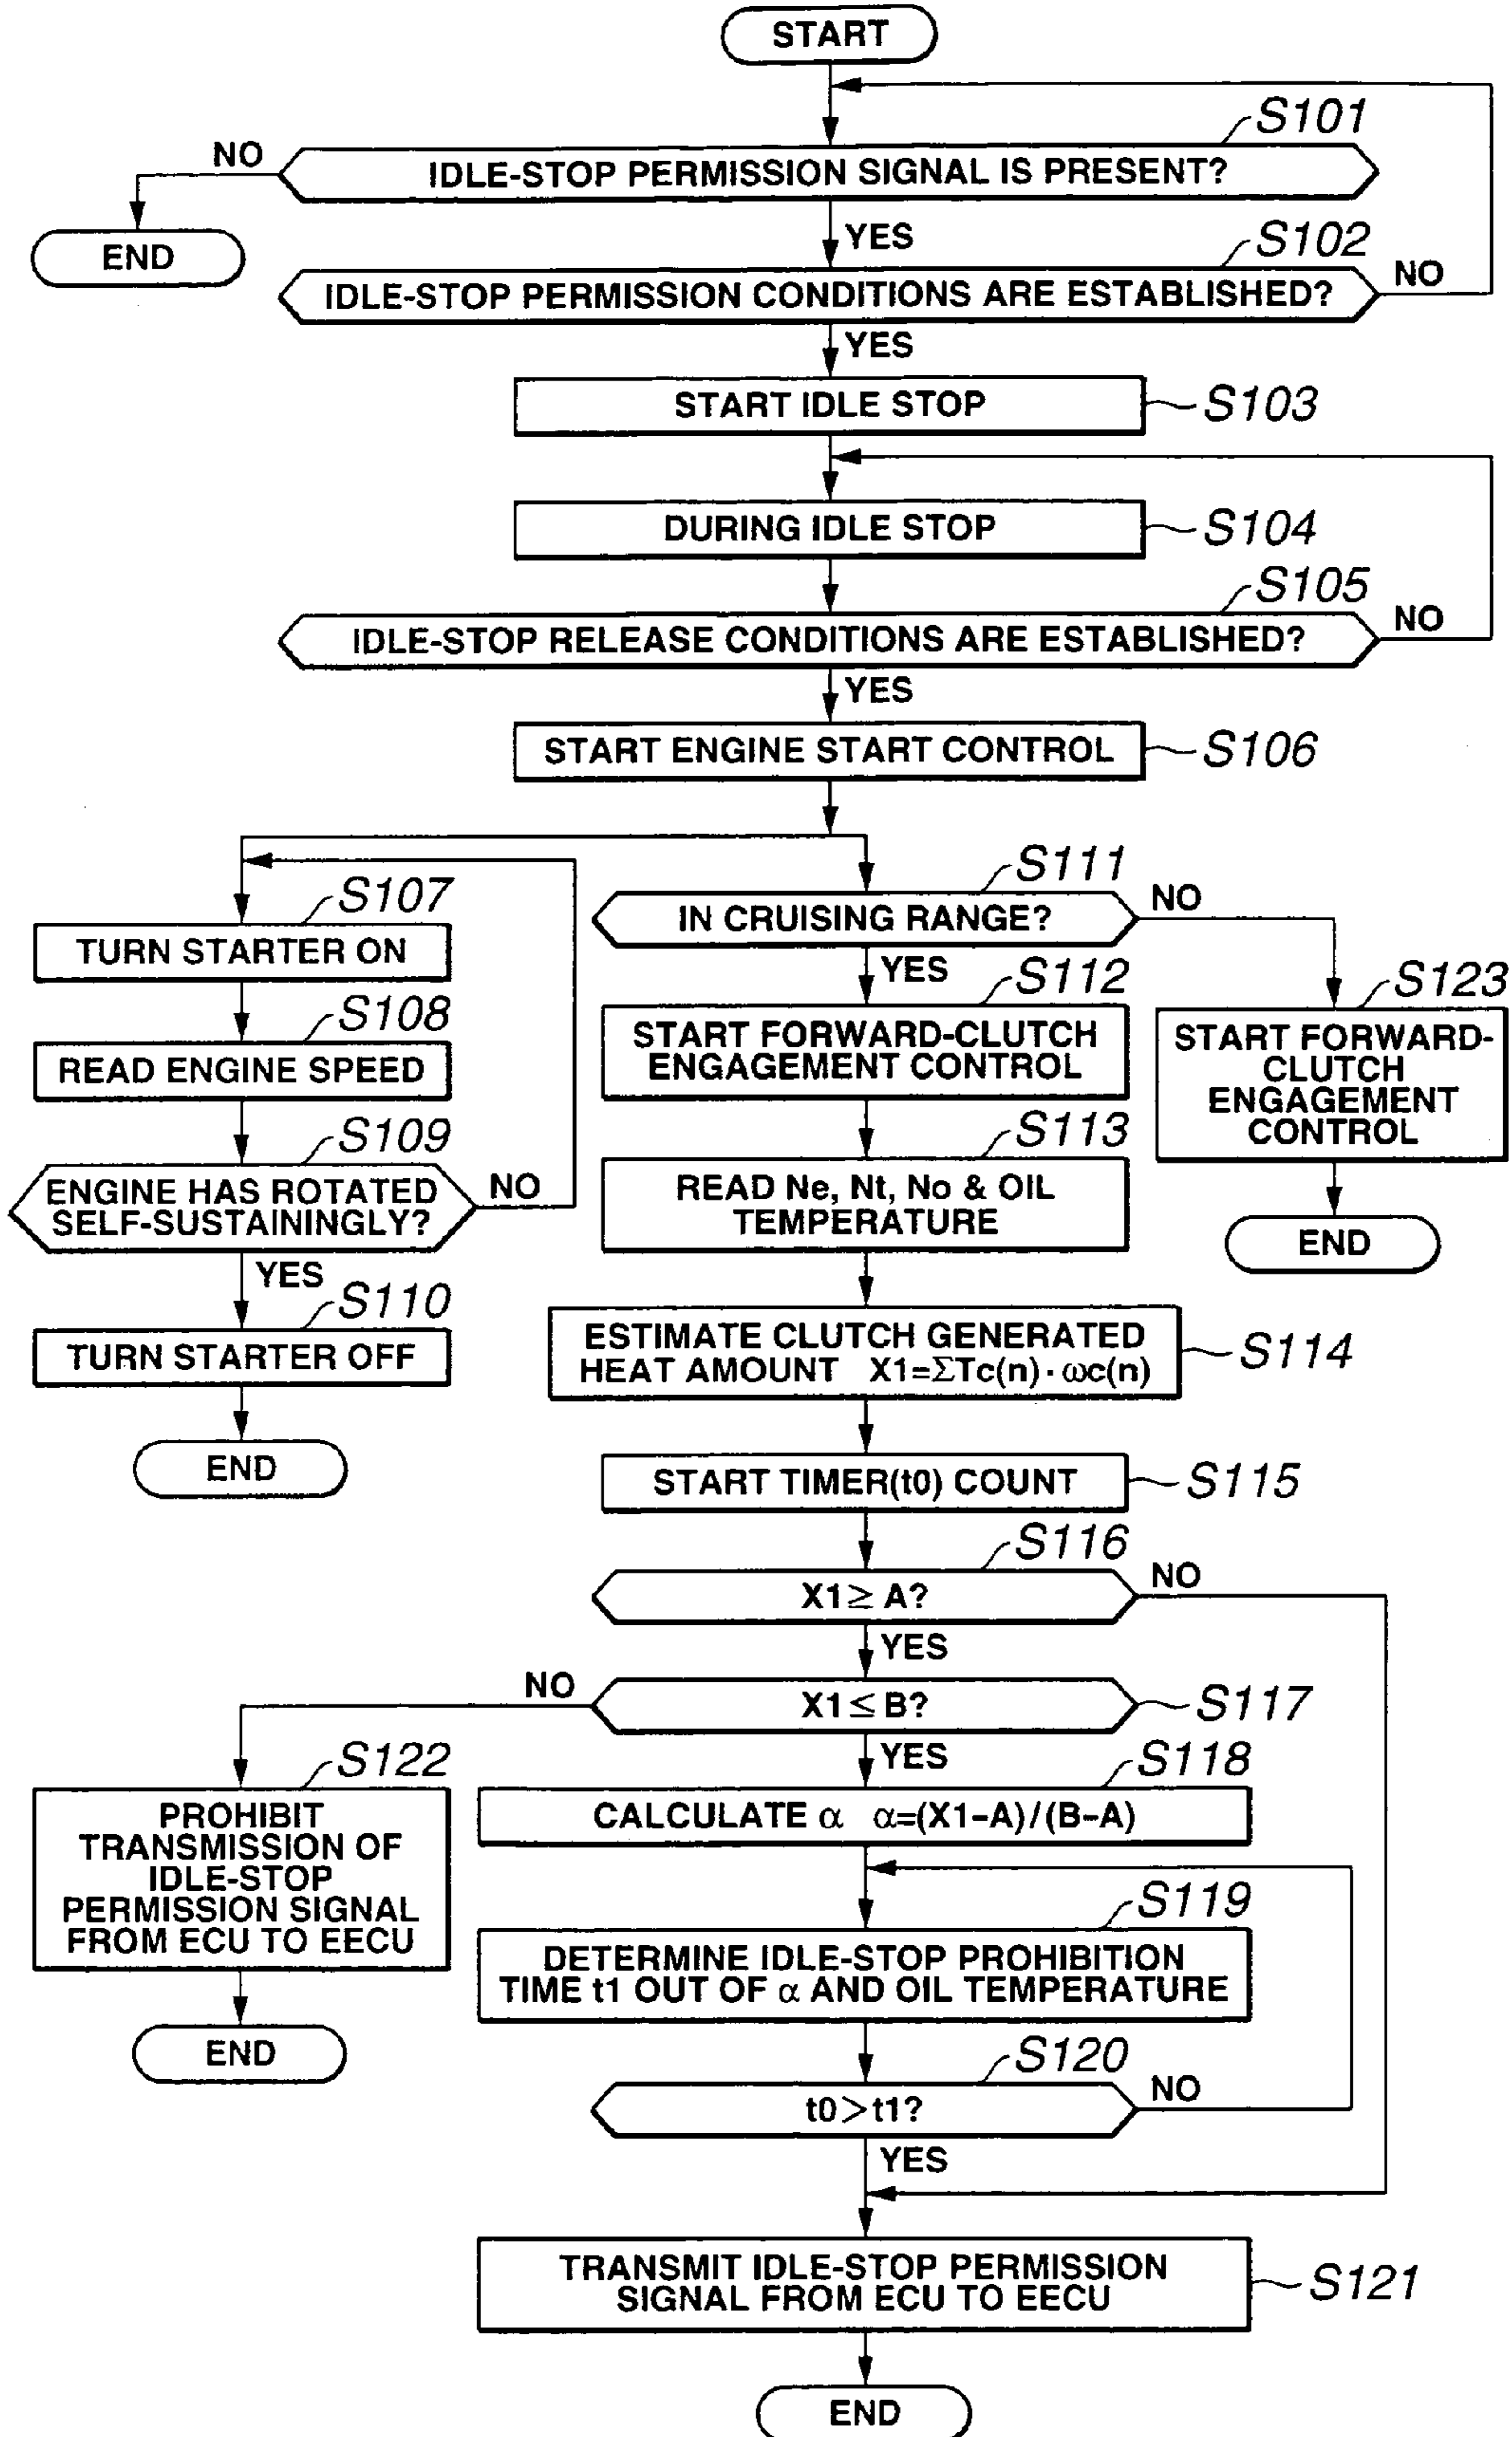 START
S101
NO
IDLE-STOP PERMISSION SIGNAL IS PRESENT?
YES
END
S102
NO
IDLE-STOP PERMISSION CONDITIONS ARE ESTABLISHED?
YES
START IDLE STOP
S103
DURING IDLE STOP
S104
S105
IDLE-STOP RELEASE CONDITIONS ARE ESTABLISHED?
NO
YES
START ENGINE START CONTROL
S106
S107
TURN STARTER ON
S108
READ ENGINE SPEED
S109
ENGINE HAS ROTATED
SELF-SUSTAININGLY?
NO
YES
S110
TURN STARTER OFF
END
S111
IN CRUISING RANGE?
NO
YES
S112
START FORWARD-CLUTCH
ENGAGEMENT CONTROL
S123
START FORWARD-
CLUTCH
ENGAGEMENT
CONTROL
END
S113
READ Ne, Nt, No & OIL
TEMPERATURE
ESTIMATE CLUTCH GENERATED
HEAT AMOUNT X1=ΣTc(n)·ωc(n)
S114
START TIMER(t0) COUNT
S115
S116
X1≥A?
NO
YES
NO
X1≤B?
S117
YES
S122
PROHIBIT
TRANSMISSION OF
IDLE-STOP
PERMISSION SIGNAL
FROM ECU TO EECU
END
S118
CALCULATE α α=(X1-A)/(B-A)
S119
DETERMINE IDLE-STOP PROHIBITION
TIME t1 OUT OF α AND OIL TEMPERATURE
S120
t0>t1?
NO
YES
TRANSMIT IDLE-STOP PERMISSION
SIGNAL FROM ECU TO EECU
S121
END